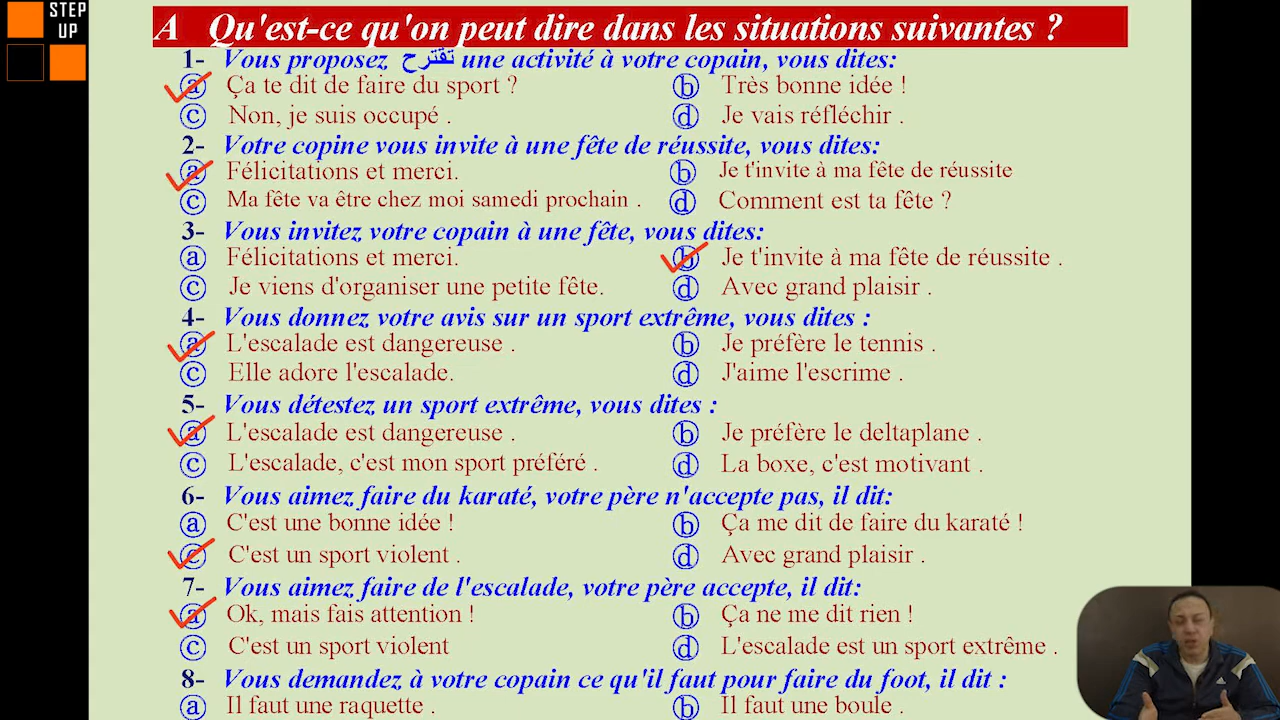 STEP
UP
A Qu'est-ce qu'on peut dire dans les situations suivantes ?
1- Vous proposez تقترح une activité à votre copain, vous dites:
a Ça te dit de faire du sport ? b Très bonne idée !
c Non, je suis occupé . d Je vais réfléchir .
2- Votre copine vous invite à une fête de réussite, vous dites:
a Félicitations et merci. b Je t'invite à ma fête de réussite
c Ma fête va être chez moi samedi prochain . d Comment est ta fête ?
3- Vous invitez votre copain à une fête, vous dites:
a Félicitations et merci. b Je t'invite à ma fête de réussite .
c Je viens d'organiser une petite fête. d Avec grand plaisir .
4- Vous donnez votre avis sur un sport extrême, vous dites :
a L'escalade est dangereuse . b Je préfère le tennis .
c Elle adore l'escalade. d J'aime l'escrime .
5- Vous détestez un sport extrême, vous dites :
a L'escalade est dangereuse . b Je préfère le deltaplane .
c L'escalade, c'est mon sport préféré . d La boxe, c'est motivant .
6- Vous aimez faire du karaté, votre père n'accepte pas, il dit:
a C'est une bonne idée ! b Ça me dit de faire du karaté !
c C'est un sport violent . d Avec grand plaisir .
7- Vous aimez faire de l'escalade, votre père accepte, il dit:
a Ok, mais fais attention ! b Ça ne me dit rien !
c C'est un sport violent d L'escalade est un sport extrême .
8- Vous demandez à votre copain ce qu'il faut pour faire du foot, il dit :
a Il faut une raquette . b Il faut une boule .